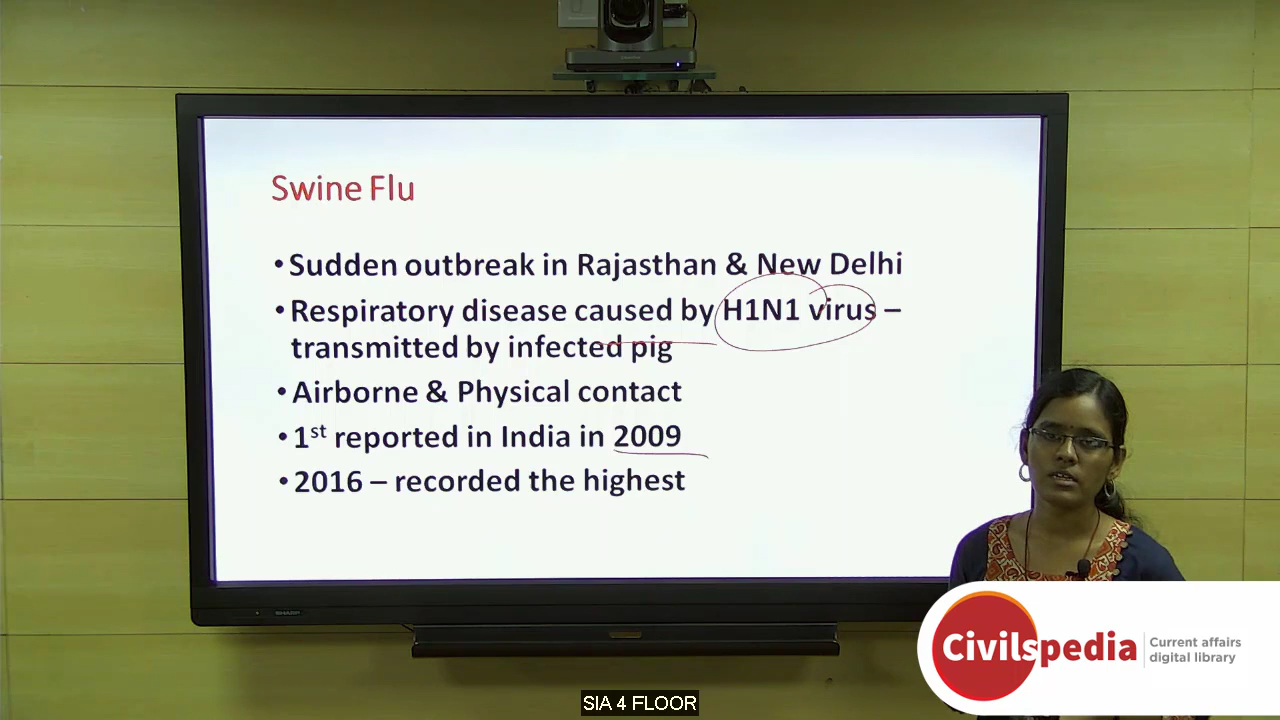 Swine Flu
•Sudden outbreak in Rajasthan & New Delhi
•Respiratory disease caused by H1N1 virus –
transmitted by infected pig
•Airborne & Physical contact
•1st reported in India in 2009
•2016 – recorded the highest
SHARP
Civilspedia
Current affairs
digital library
SIA 4 FLOOR